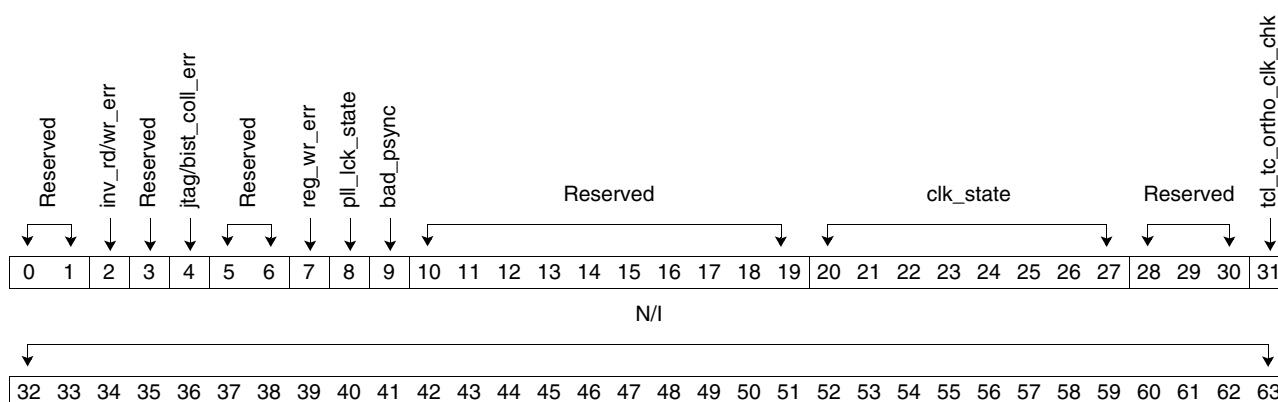 Reserved
inv_rd/wr_err
Reserved
jtag/bist_coll_err
Reserved
reg_wr_err
pll_lck_state
bad_psync
Reserved
clk_state
Reserved
tcl_tc_ortho_clk_chk
0 1 2 3 4 5 6 7 8 9 10 11 12 13 14 15 16 17 18 19 20 21 22 23 24 25 26 27 28 29 30 31
N/I
32 33 34 35 36 37 38 39 40 41 42 43 44 45 46 47 48 49 50 51 52 53 54 55 56 57 58 59 60 61 62 63